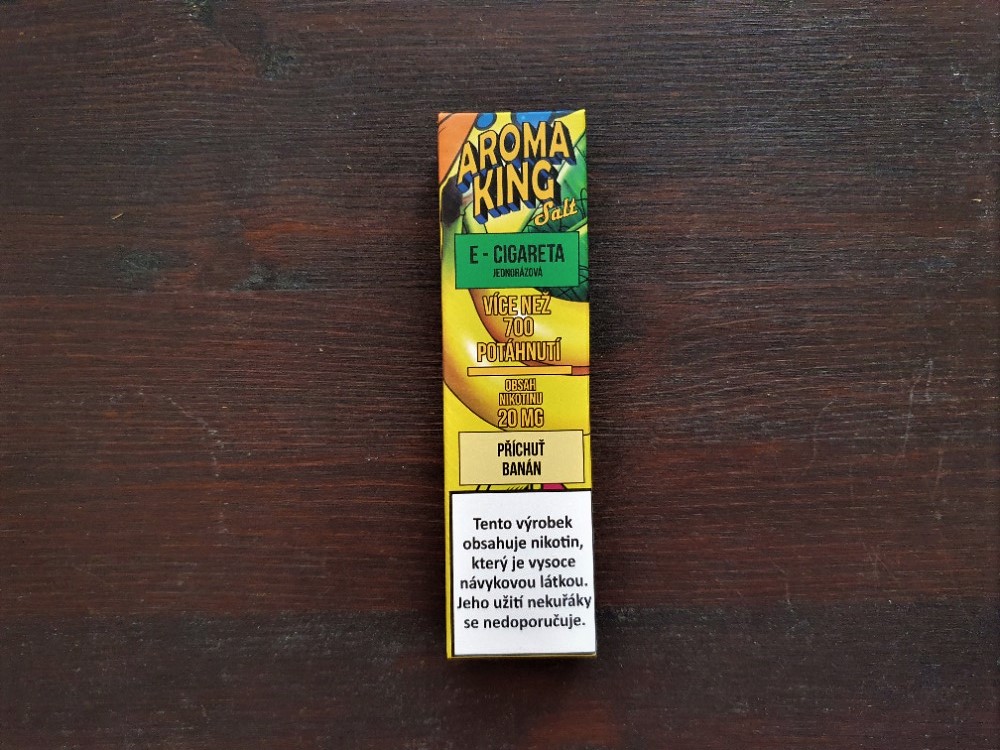 AROMA
KING
Salt
E - CIGARETA
JEDNORÁZOVÁ
VÍCE NEŽ
700
POTÁHNUTÍ
OBSAH
NIKOTINU
20 MG
PŘÍCHUŤ
BANÁN
Tento výrobek
obsahuje nikotin,
který je vysoce
návykovou látkou.
Jeho užití nekuřáky
se nedoporučuje.